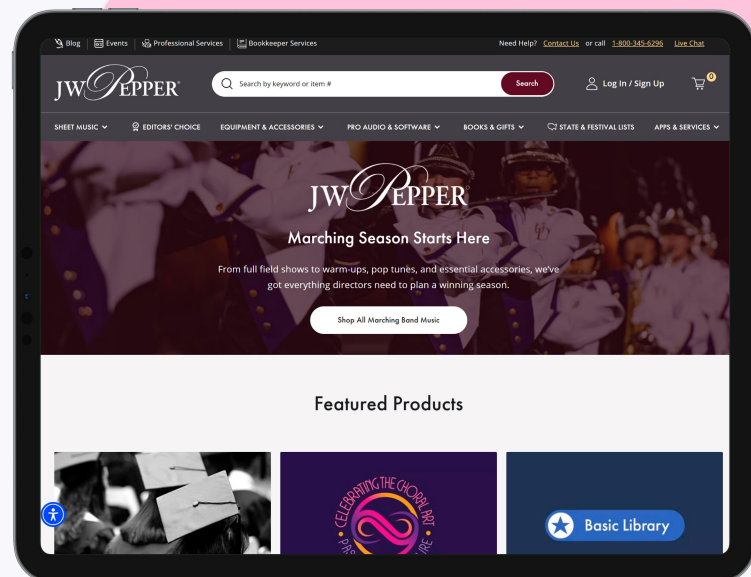 Blog Events Professional Services Bookkeeper Services Need Help? Contact Us or call 1-800-345-6296 Live Chat
JW PEPPER Search by keyword or item # Search Log In / Sign Up 0
SHEET MUSIC EDITORS' CHOICE EQUIPMENT & ACCESSORIES PRO AUDIO & SOFTWARE BOOKS & GIFTS STATE & FESTIVAL LISTS APPS & SERVICES
JW PEPPER
Marching Season Starts Here
From full field shows to warm-ups, pop tunes, and essential accessories, we've
got everything directors need to plan a winning season.
Shop All Marching Band Music
Featured Products
CELEBRATING THE CHORAL ART
Basic Library